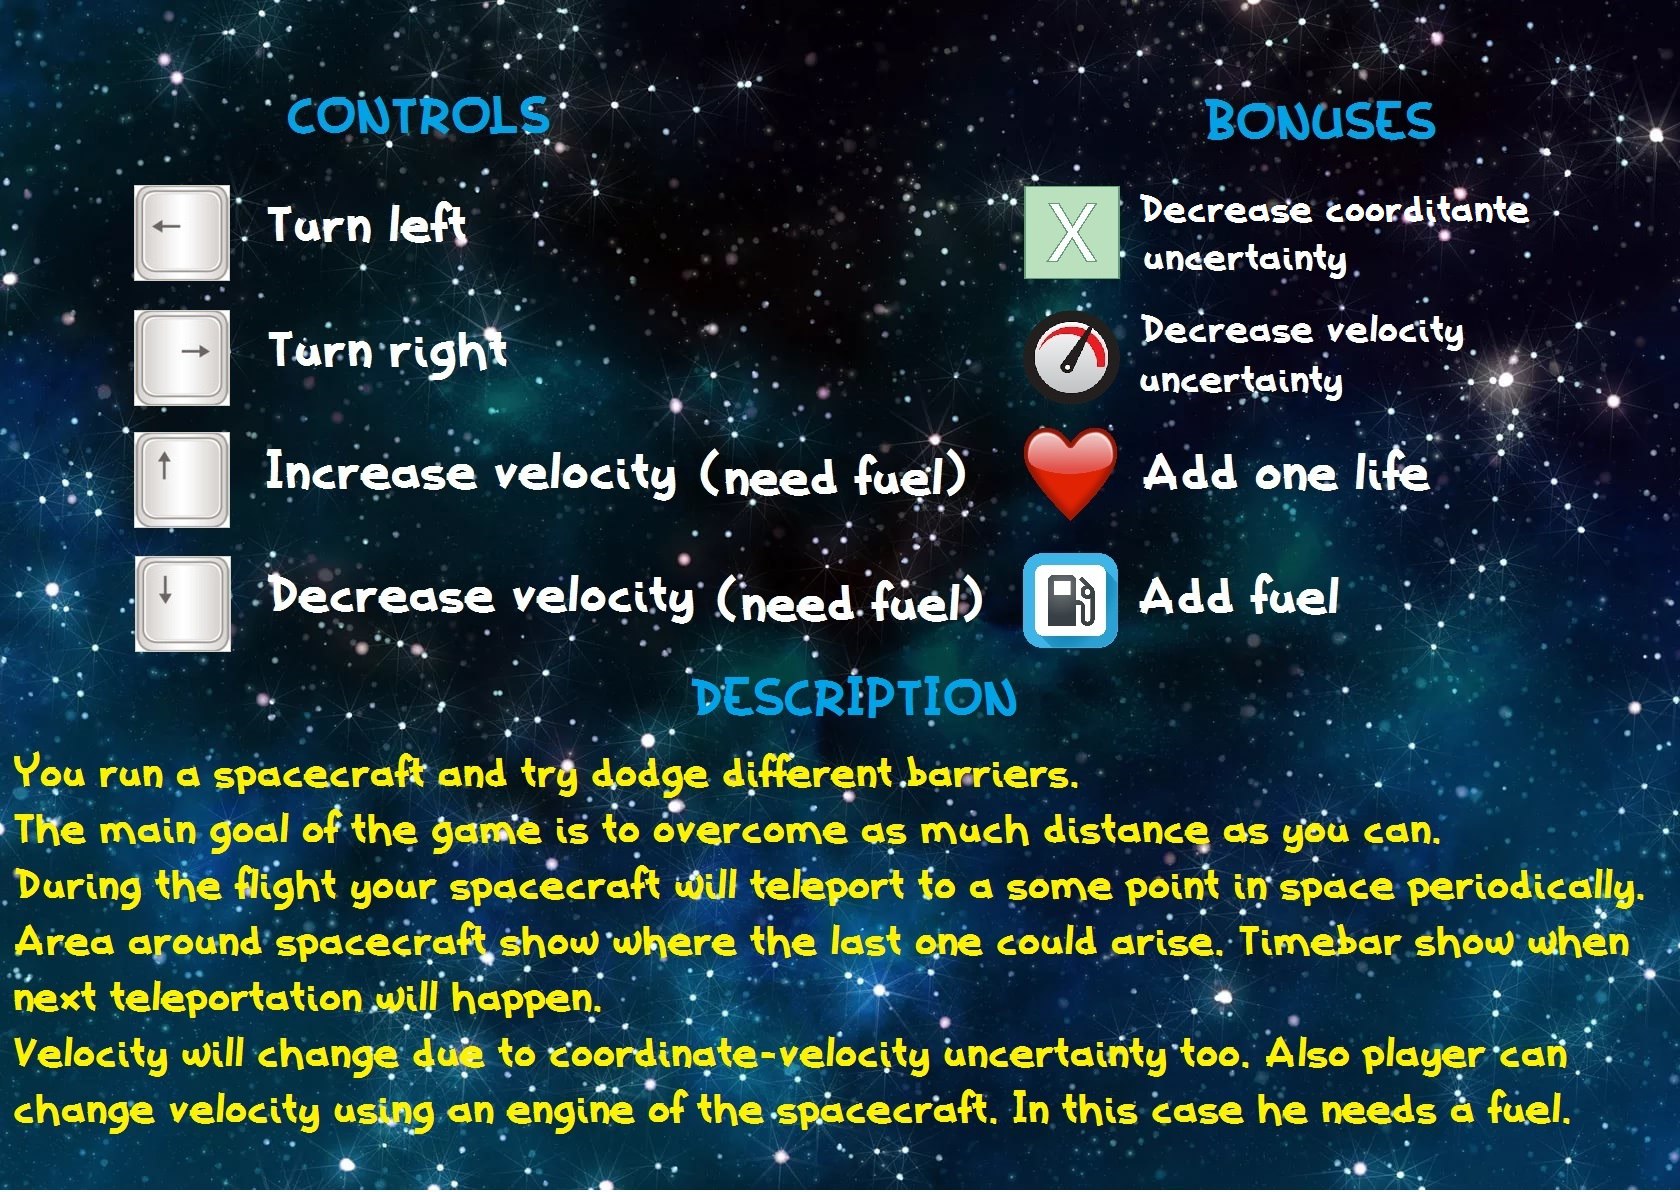 CONTROLS
Turn left
Turn right
Increase velocity (need fuel)
Decrease velocity (need fuel)
BONUSES
X
Decrease coorditante
uncertainty
Decrease velocity
uncertainty
Add one life
Add fuel
DESCRIPTION
You run a spacecraft and try dodge different barriers.
The main goal of the game is to overcome as much distance as you can.
During the flight your spacecraft will teleport to a some point in space periodically.
Area around spacecraft show where the last one could arise. Timebar show when
next teleportation will happen.
Velocity will change due to coordinate-velocity uncertainty too. Also player can
change velocity using an engine of the spacecraft. In this case he needs a fuel.